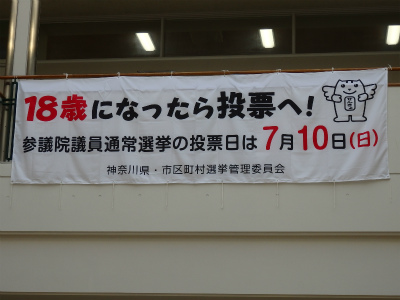 18歳になったら投票へ!
参議院議員通常選挙の投票日は7月10日(日)
神奈川県・市区町村選挙管理委員会